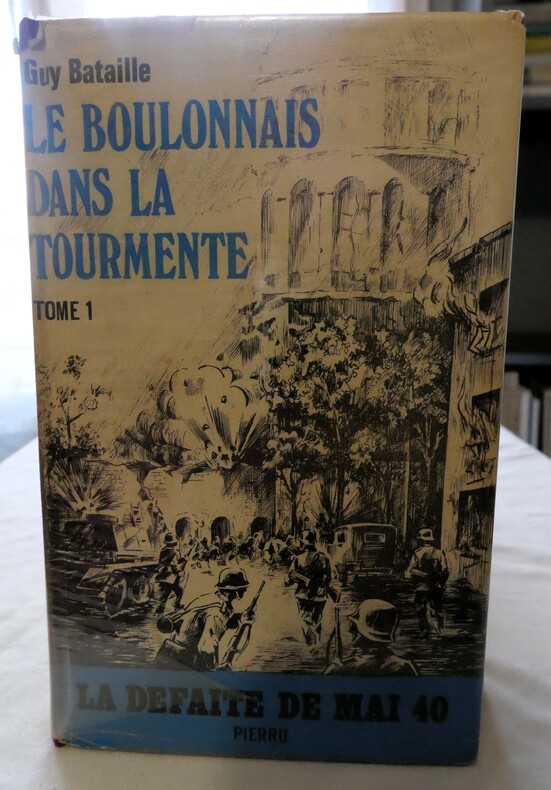 Guy Bataille
LE BOULONNAIS
DANS LA
TOURMENTE
TOME 1
LA DEFAITE DE MAI 40
PIERRU